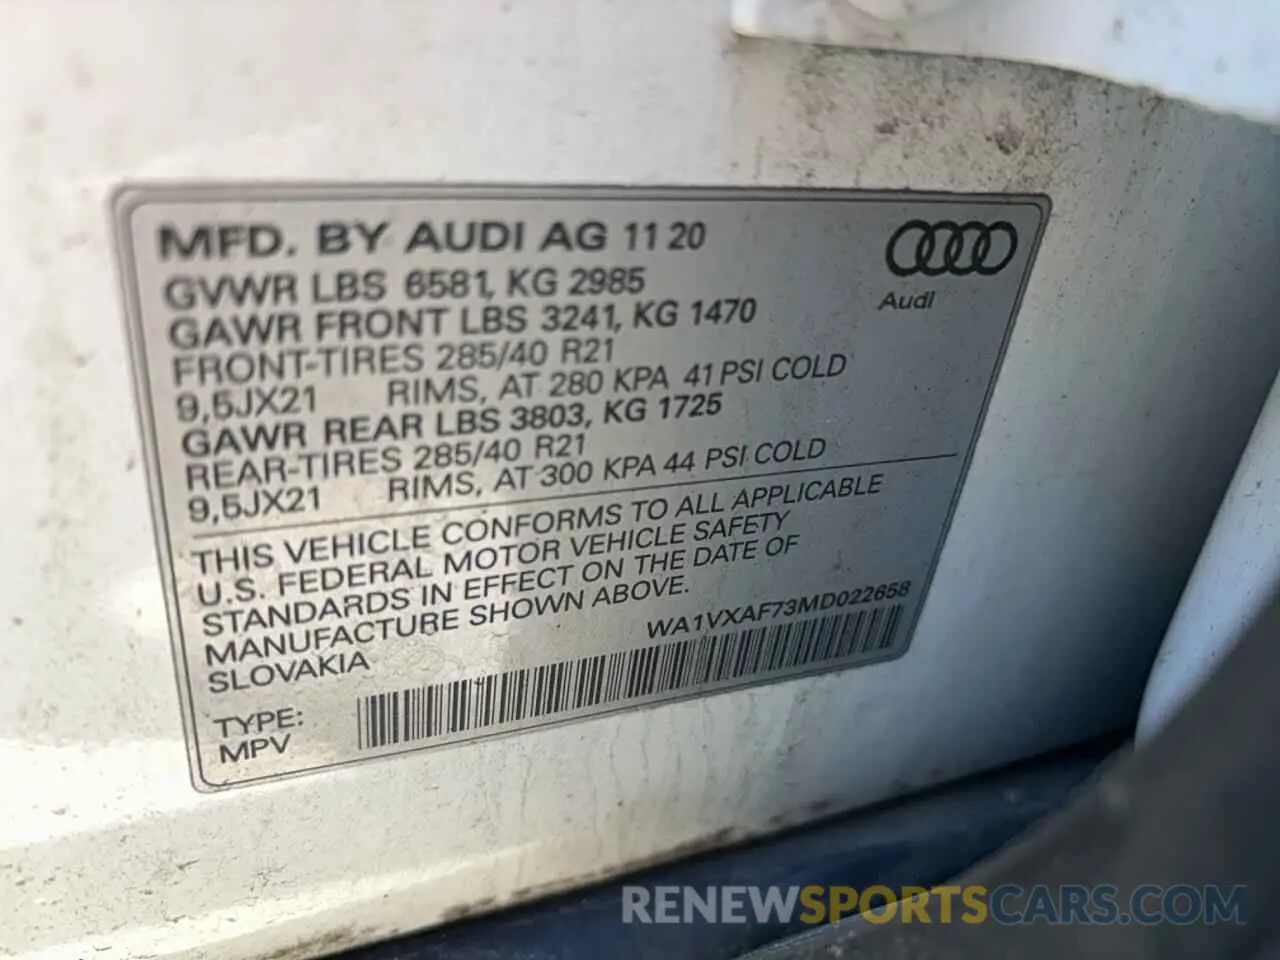 MFD. BY AUDI AG 11 20
GVWR LBS 6581, KG 2985
GAWR FRONT LBS 3241, KG 1470
FRONT-TIRES 285/40 R21
9,5JX21 RIMS, AT 280 KPA 41 PSI COLD
GAWR REAR LBS 3803, KG 1725
REAR-TIRES 285/40 R21
9,5JX21 RIMS, AT 300 KPA 44 PSI COLD
Audi
THIS VEHICLE CONFORMS TO ALL APPLICABLE
U.S. FEDERAL MOTOR VEHICLE SAFETY
STANDARDS IN EFFECT ON THE DATE OF
MANUFACTURE SHOWN ABOVE.
SLOVAKIA
WA1VXAF73MD022658
TYPE:
MPV
RENEWSPORTSCARS.COM